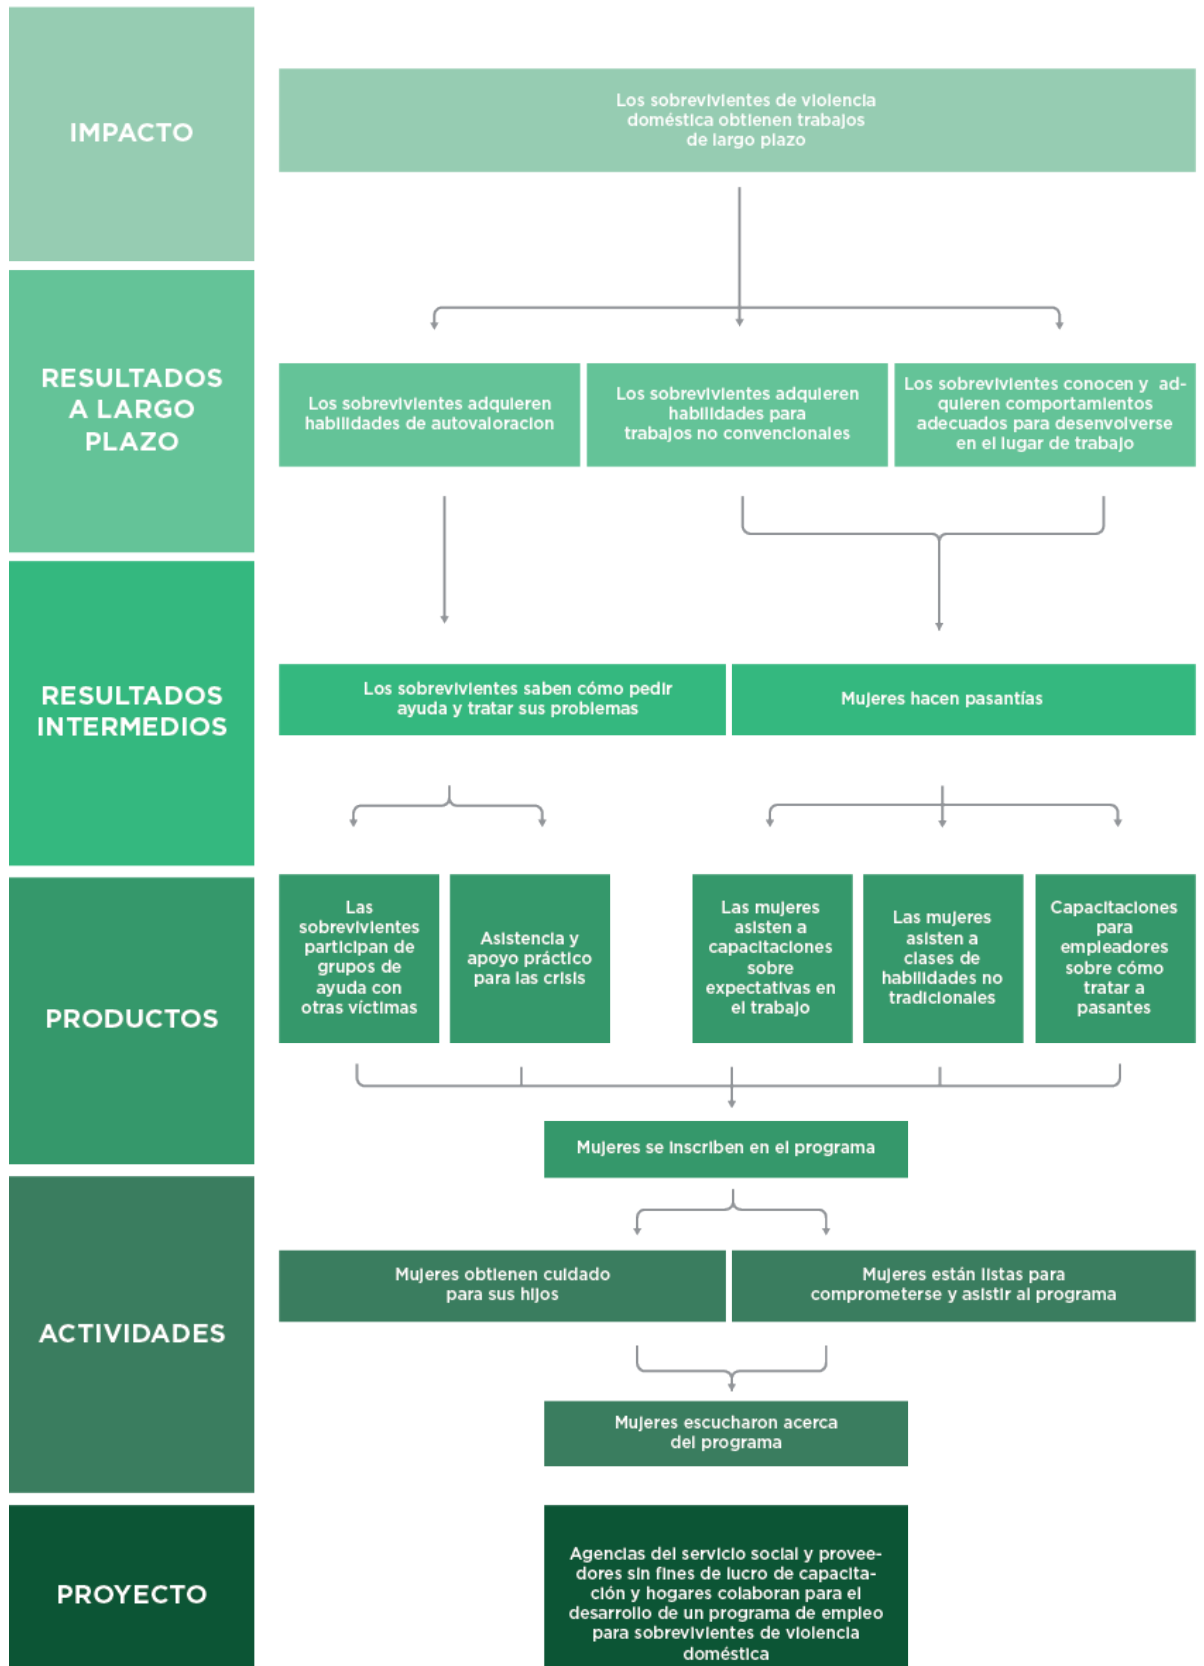 IMPACTO
Los sobrevivientes de violencia
doméstica obtienen trabajos
de largo plazo
RESULTADOS
A LARGO
PLAZO
Los sobrevivientes adquieren
habilidades de autovaloracion
Los sobrevivientes adquieren
habilidades para
trabajos no convencionales
Los sobrevivientes conocen y ad-
quieren comportamientos
adecuados para desenvolverse
en el lugar de trabajo
RESULTADOS
INTERMEDIOS
Los sobrevivientes saben cómo pedir
ayuda y tratar sus problemas
Mujeres hacen pasantías
PRODUCTOS
Las
sobrevivientes
participan de
grupos de
ayuda con
otras víctimas
Asistencia y
apoyo práctico
para las crisis
Las mujeres
asisten a
capacitaciones
sobre
expectativas en
el trabajo
Las mujeres
asisten a
clases de
habilidades no
tradicionales
Capacitaciones
para
empleadores
sobre cómo
tratar a
pasantes
Mujeres se inscriben en el programa
ACTIVIDADES
Mujeres obtienen cuidado
para sus hijos
Mujeres están listas para
comprometerse y asistir al programa
Mujeres escucharon acerca
del programa
PROYECTO
Agencias del servicio social y provee-
dores sin fines de lucro de capacita-
ción y hogares colaboran para el
desarrollo de un programa de empleo
para sobrevivientes de violencia
doméstica